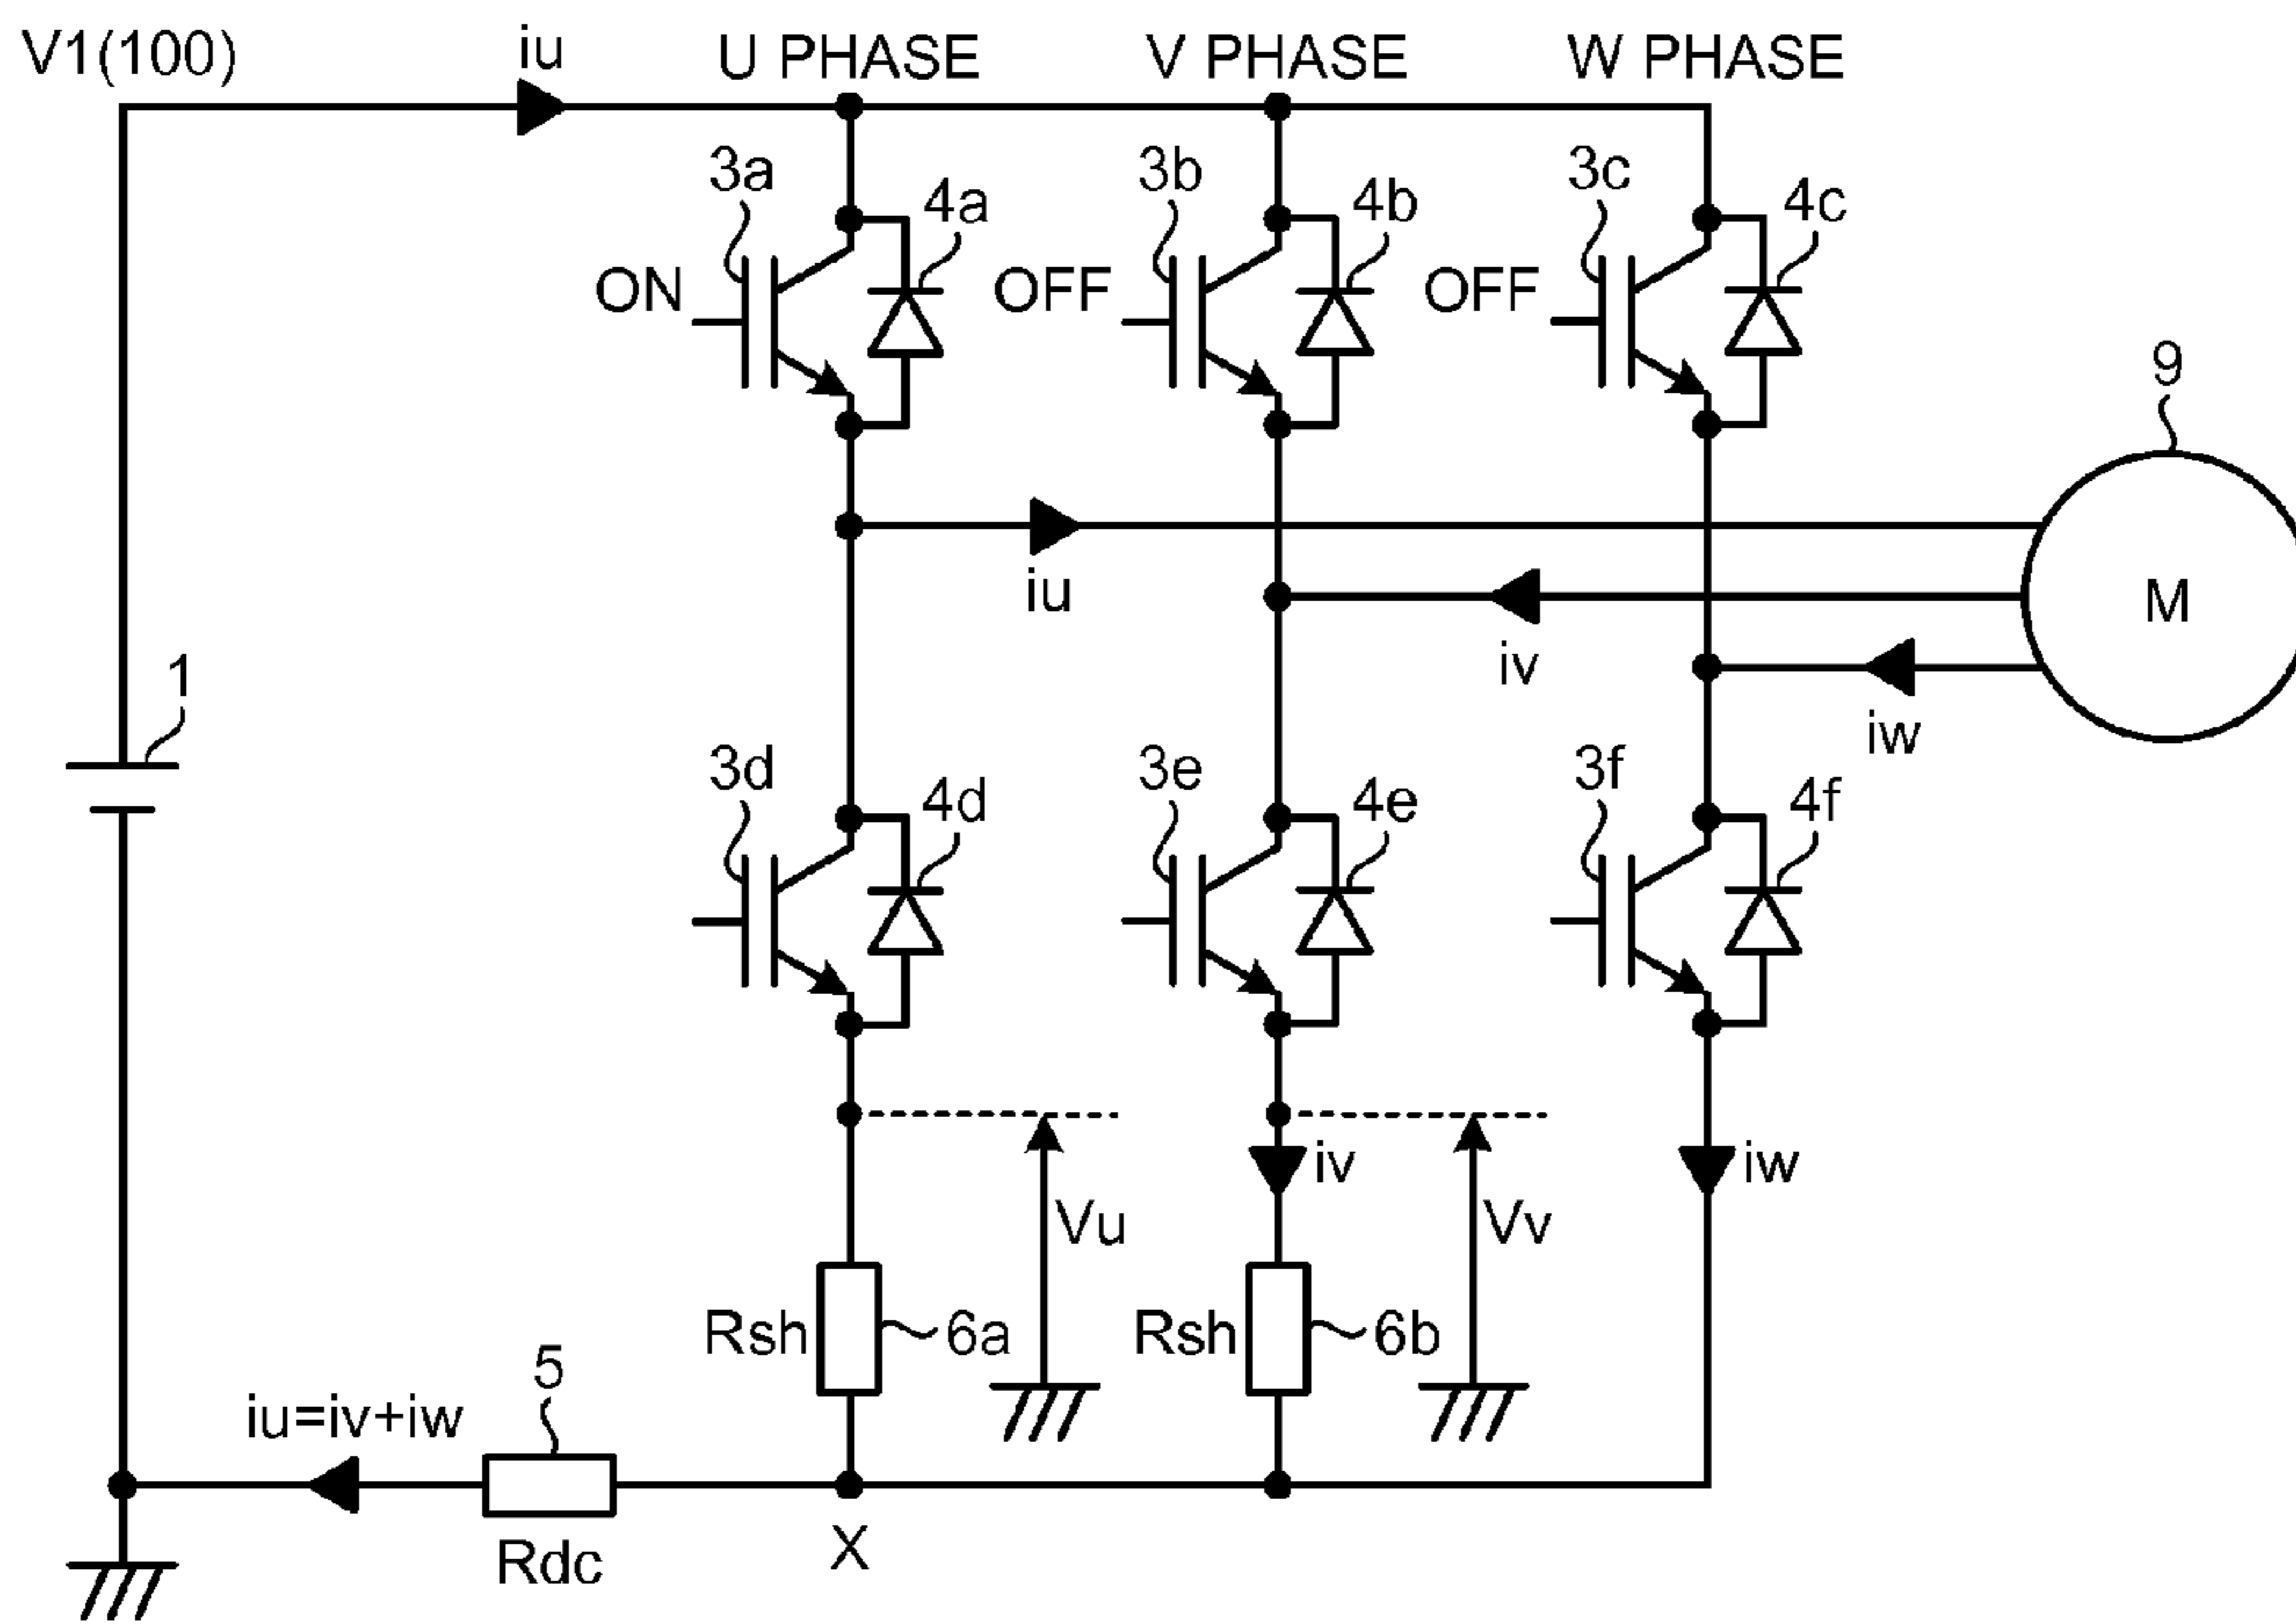 V1(100)
iu
U PHASE
V PHASE
W PHASE
3a
4a
3b
4b
3c
4c
ON
OFF
OFF
9
M
iu
iv
iw
1
3d
4d
3e
4e
3f
4f
iv
iw
Vu
Vv
Rsh
6a
Rsh
6b
5
iu=iv+iw
Rdc
X